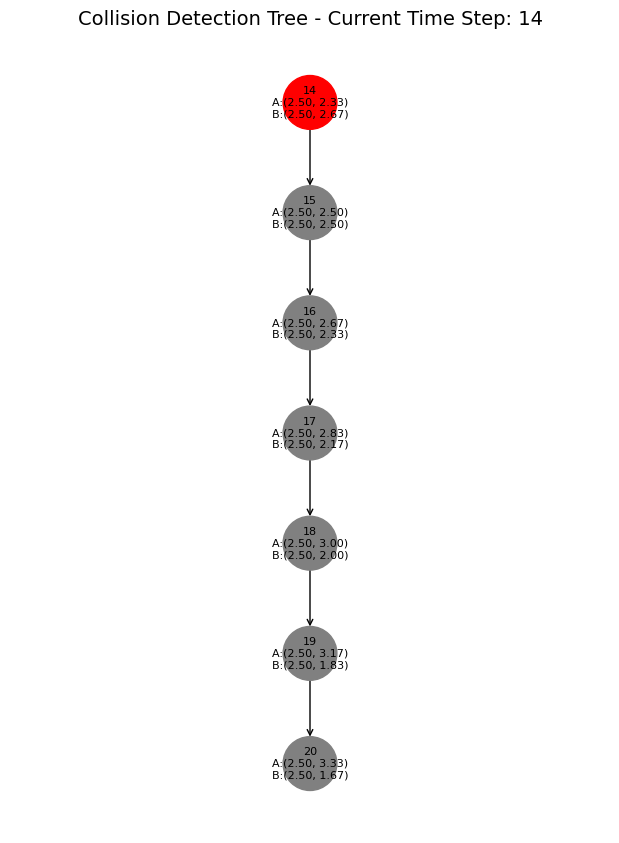 Collision Detection Tree - Current Time Step: 14
14
A:(2.50, 2.33)
B:(2.50, 2.67)
15
A:(2.50, 2.50)
B:(2.50, 2.50)
16
A:(2.50, 2.67)
B:(2.50, 2.33)
17
A:(2.50, 2.83)
B:(2.50, 2.17)
18
A:(2.50, 3.00)
B:(2.50, 2.00)
19
A:(2.50, 3.17)
B:(2.50, 1.83)
20
A:(2.50, 3.33)
B:(2.50, 1.67)